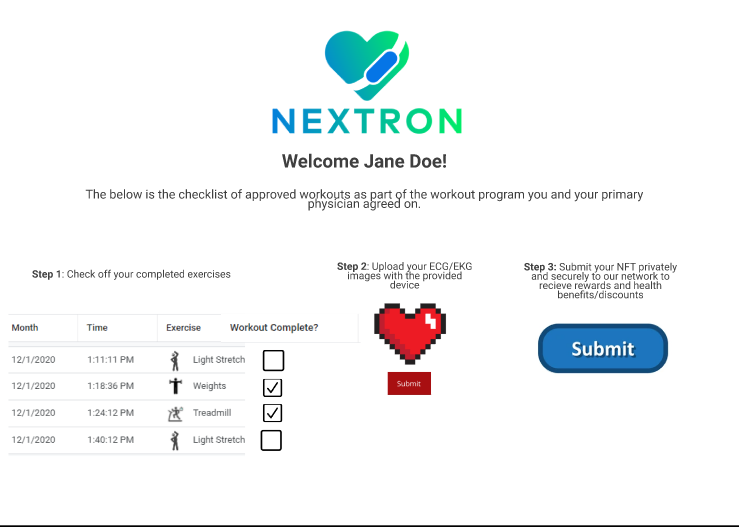 NEXTRON
Welcome Jane Doe!
The below is the checklist of approved workouts as part of the workout program you and your primary
physician agreed on.
Step 1: Check off your completed exercises
Month Time Exercise Workout Complete?
12/1/2020 1:11:11 PM Light Stretch
12/1/2020 1:18:36 PM Weights
12/1/2020 1:24:12 PM Treadmill
12/1/2020 1:40:12 PM Light Stretch
Step 2: Upload your ECG/EKG
images with the provided
device
Submit
Step 3: Submit your NFT privately
and securely to our network to
recieve rewards and health
benefits/discounts
Submit